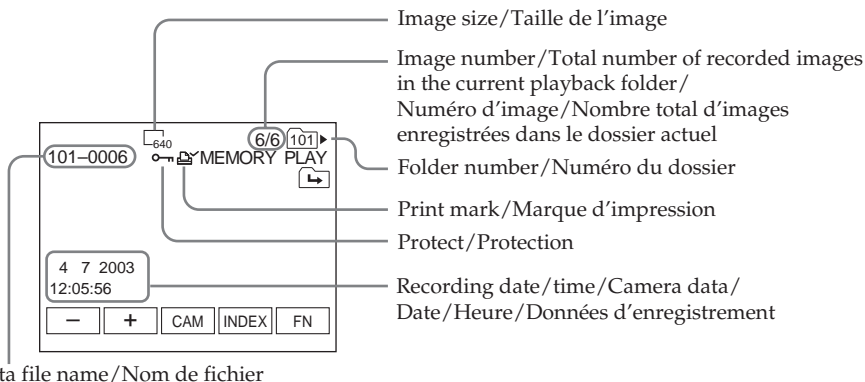 Image size/Taille de l'image
Image number/Total number of recorded images
in the current playback folder/
Numéro d'image/Nombre total d'images
enregistrées dans le dossier actuel
Folder number/Numéro du dossier
Print mark/Marque d'impression
Protect/Protection
Recording date/time/Camera data/
Date/Heure/Données d'enregistrement
640
6/6 101
101–0006
MEMORY PLAY
4 7 2003
12:05:56
– + CAM INDEX FN
ta file name/Nom de fichier